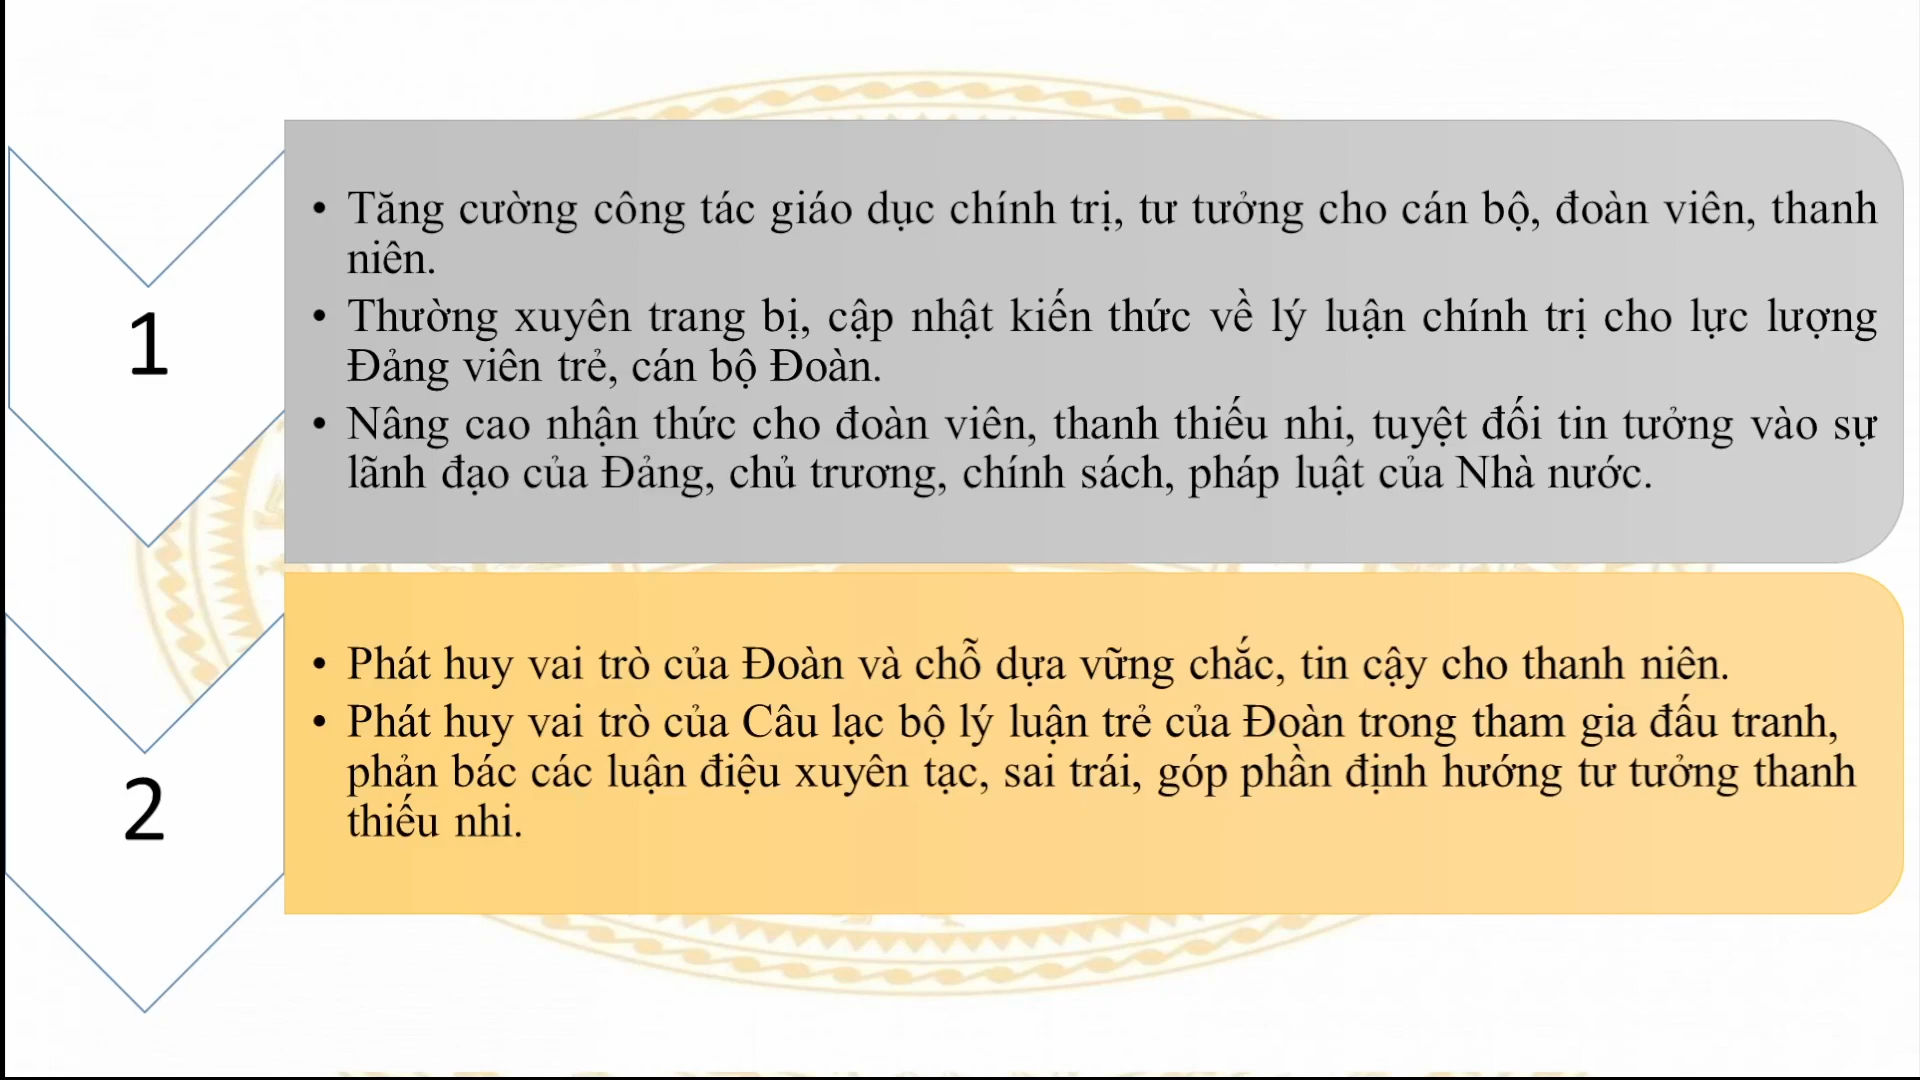 1
• Tăng cường công tác giáo dục chính trị, tư tưởng cho cán bộ, đoàn viên, thanh
niên.
• Thường xuyên trang bị, cập nhật kiến thức về lý luận chính trị cho lực lượng
Đảng viên trẻ, cán bộ Đoàn.
• Nâng cao nhận thức cho đoàn viên, thanh thiếu nhi, tuyệt đối tin tưởng vào sự
lãnh đạo của Đảng, chủ trương, chính sách, pháp luật của Nhà nước.
2
• Phát huy vai trò của Đoàn và chỗ dựa vững chắc, tin cậy cho thanh niên.
• Phát huy vai trò của Câu lạc bộ lý luận trẻ của Đoàn trong tham gia đấu tranh,
phản bác các luận điệu xuyên tạc, sai trái, góp phần định hướng tư tưởng thanh
thiếu nhi.